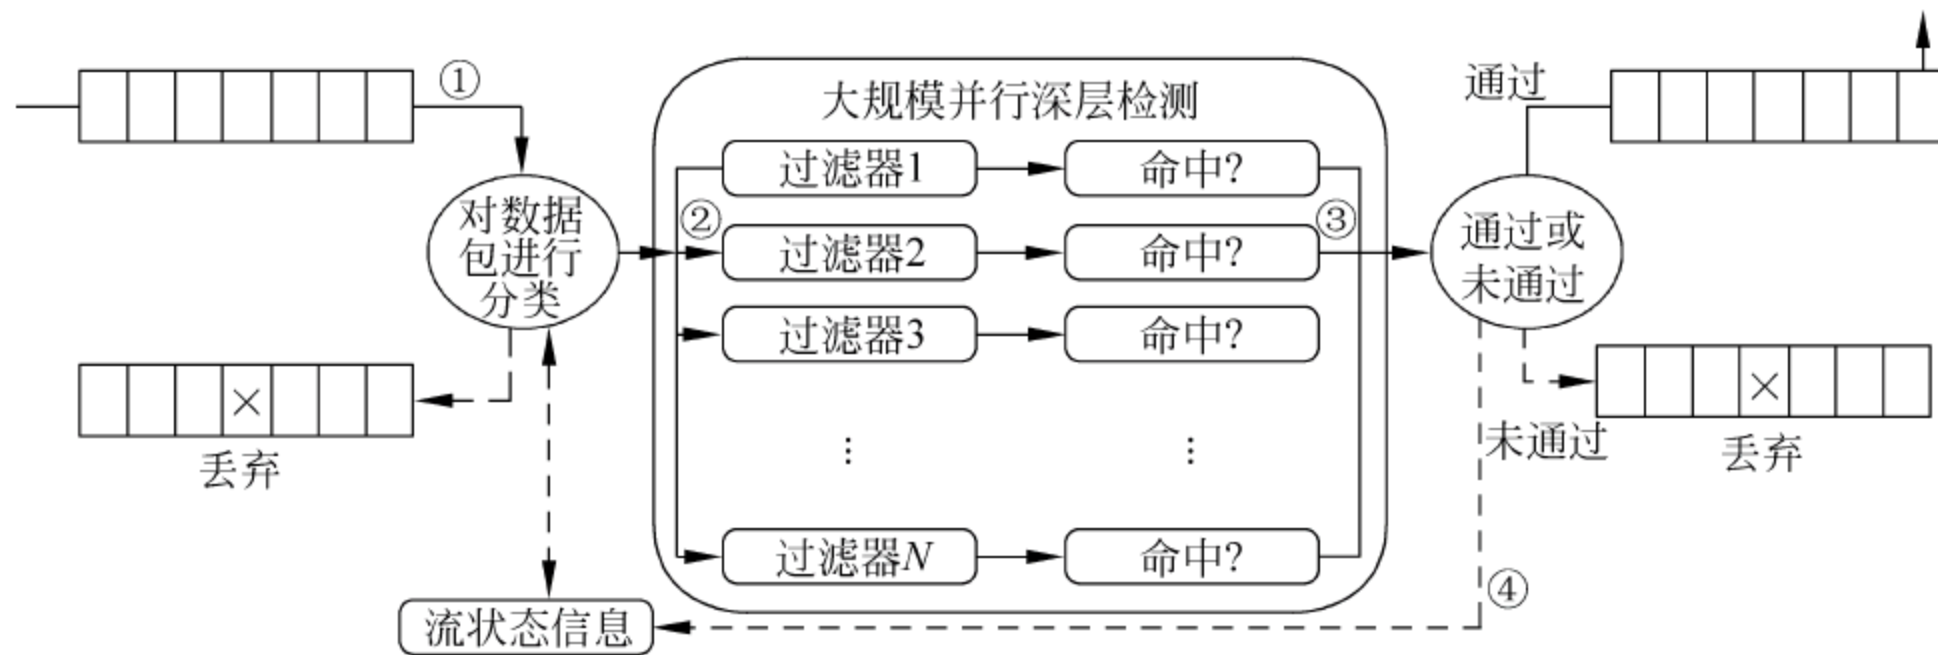 ①
对数据
包进行
分类
丢弃
流状态信息
大规模并行深层检测
②
过滤器1
命中?
过滤器2
命中?
过滤器3
命中?
⋮
⋮
过滤器N
命中?
③
通过
通过或
未通过
未通过
丢弃
④